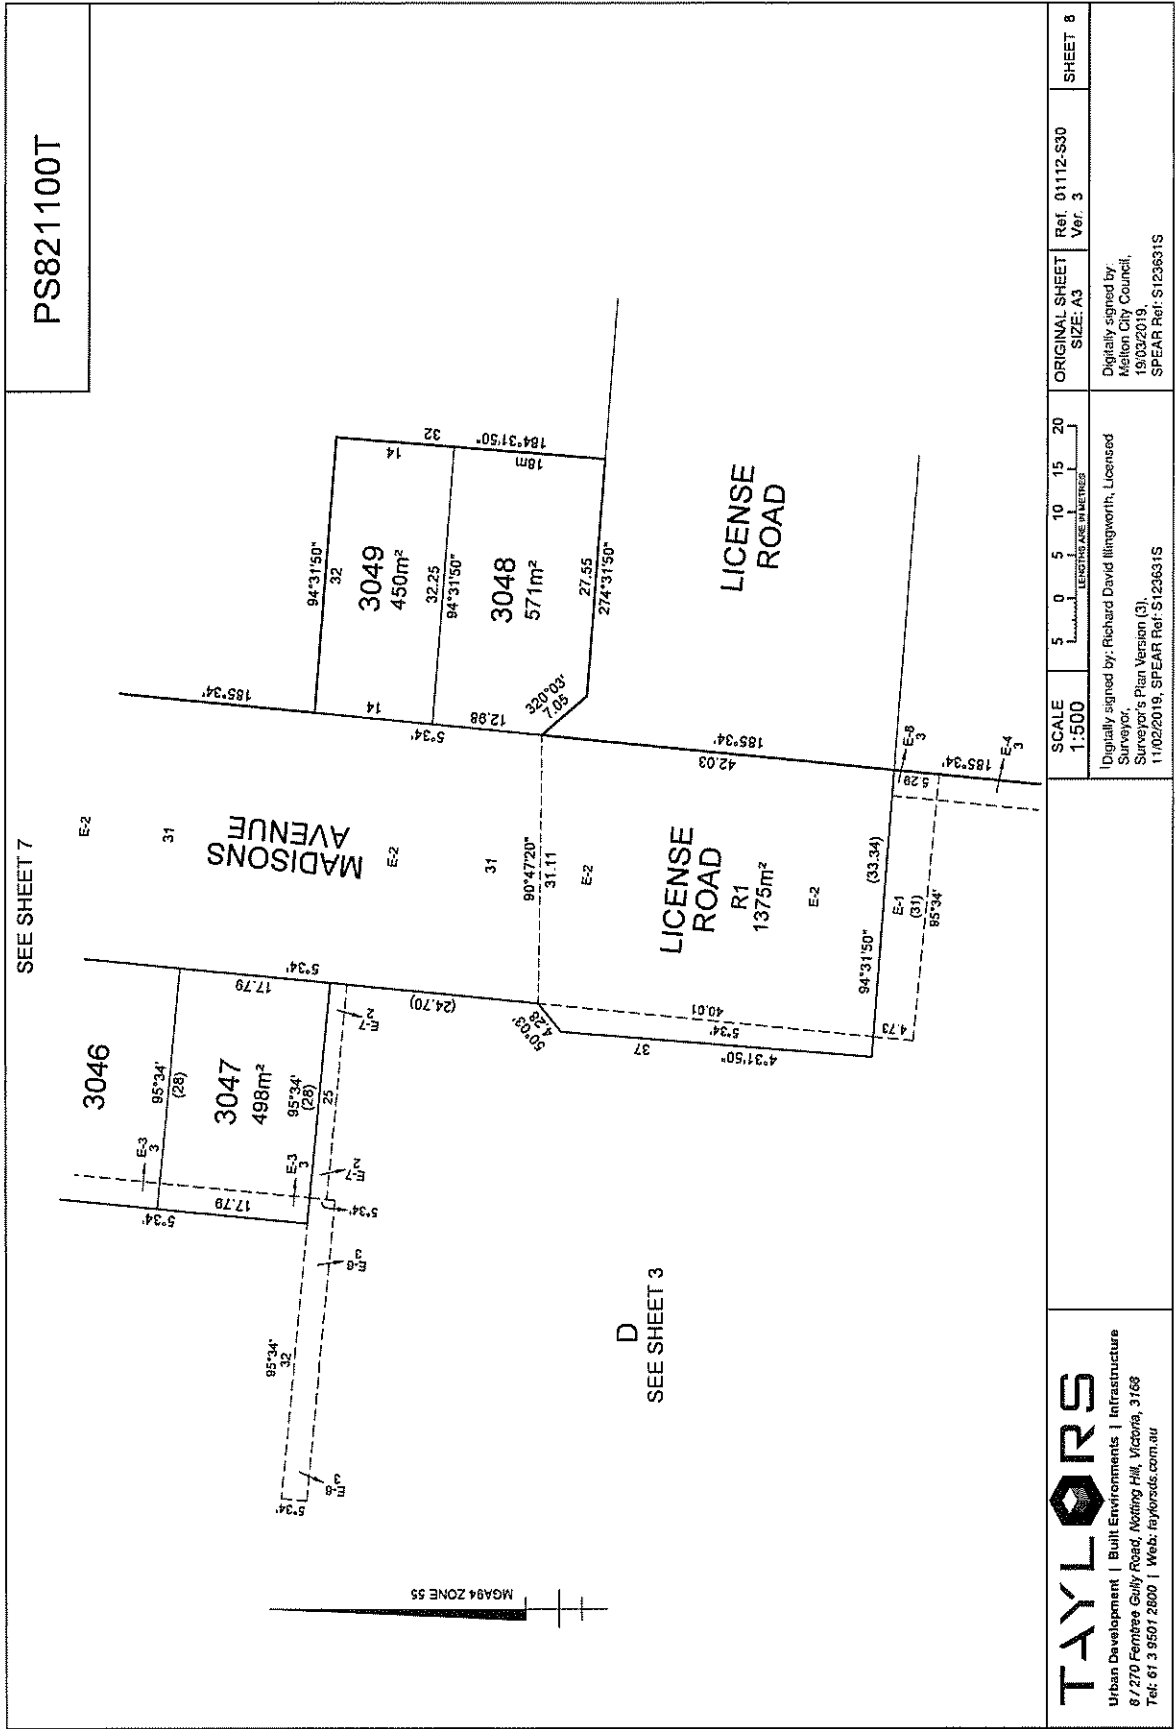 PS821100T
SEE SHEET 7
E-2
31
MADISONS
AVENUE
E-2
31
90°47'20"
31.11
E-2
LICENSE
ROAD
R1
1375m²
E-2
185°34'
94°31'50"
32
14
3049
450m²
14
32
32.25
94°31'50"
5°34'
12.98
3048
571m²
18m
184°31'50"
27.55
274°31'50"
320°03'
7.05
LICENSE
ROAD
185°34'
42.03
(33.34)
94°31'50"
E-1
(31)
95°34'
E-8
3
185°34'
E-4
3
3046
95°34'
(28)
E-3
3
3047
498m²
17.79
5°34'
95°34'
(28)
25
E-3
3
17.79
5°34'
E-7
2
E-7
2
5°34'
(24.70)
50°03'
4.28
37
4°31'50"
40.01
5°34'
4.73
95°34'
32
E-6
3
E-6
3
5°34'
D
SEE SHEET 3
MGA94 ZONE 55
TAYLORS
Urban Development | Built Environments | Infrastructure
8 / 270 Ferntree Gully Road, Notting Hill, Victoria, 3168
Tel: 61 3 9501 2800 | Web: taylorsds.com.au
SCALE
1:500
5 0 5 10 15 20
LENGTHS ARE IN METRES
ORIGINAL SHEET
SIZE: A3
Ref. 01112-S30
Ver. 3
SHEET 8
Digitally signed by: Richard David Illingworth, Licensed
Surveyor,
Surveyor's Plan Version (3),
11/02/2019, SPEAR Ref: S123631S
Digitally signed by:
Melton City Council,
19/03/2019,
SPEAR Ref: S123631S